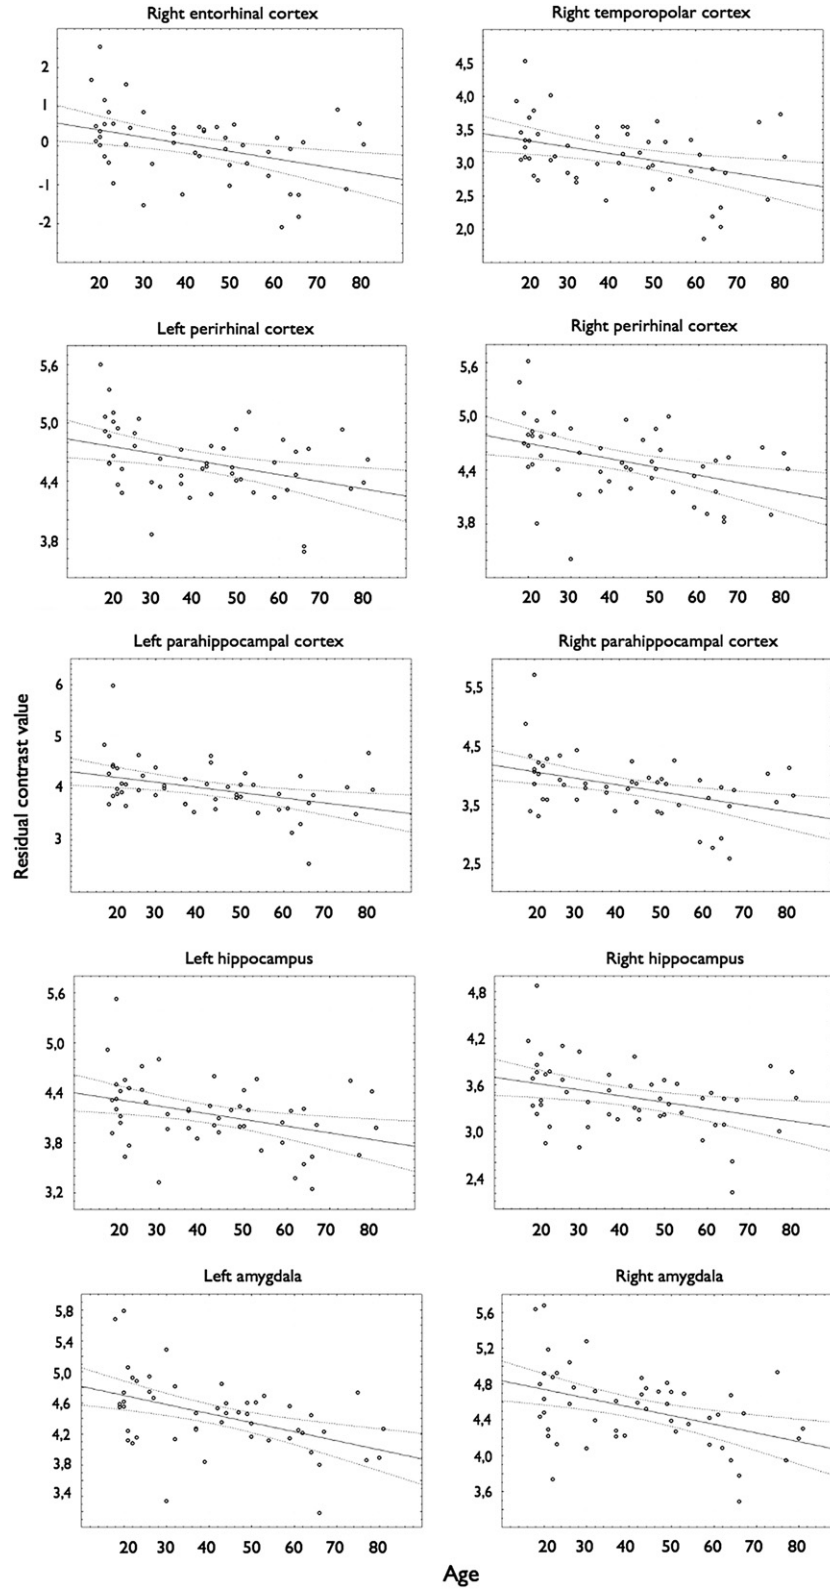 Right entorhinal cortex
Right temporopolar cortex
2
1
0
-1
-2
20 30 40 50 60 70 80
4,5
4,0
3,5
3,0
2,5
2,0
20 30 40 50 60 70 80
Left perirhinal cortex
Right perirhinal cortex
5,6
5,0
4,4
3,8
20 30 40 50 60 70 80
5,6
5,0
4,4
3,8
20 30 40 50 60 70 80
Left parahippocampal cortex
Right parahippocampal cortex
Residual contrast value
6
5
4
3
20 30 40 50 60 70 80
5,5
4,5
3,5
2,5
20 30 40 50 60 70 80
Left hippocampus
Right hippocampus
5,6
5,0
4,4
3,8
3,2
20 30 40 50 60 70 80
4,8
4,2
3,6
3,0
2,4
20 30 40 50 60 70 80
Left amygdala
Right amygdala
5,8
5,4
5,0
4,6
4,2
3,8
3,4
20 30 40 50 60 70 80
5,6
5,2
4,8
4,4
4,0
3,6
20 30 40 50 60 70 80
Age